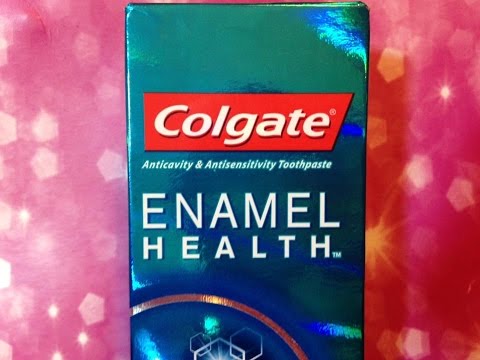 Colgate®
Anticavity & Antisensitivity Toothpaste
ENAMEL
HEALTH™